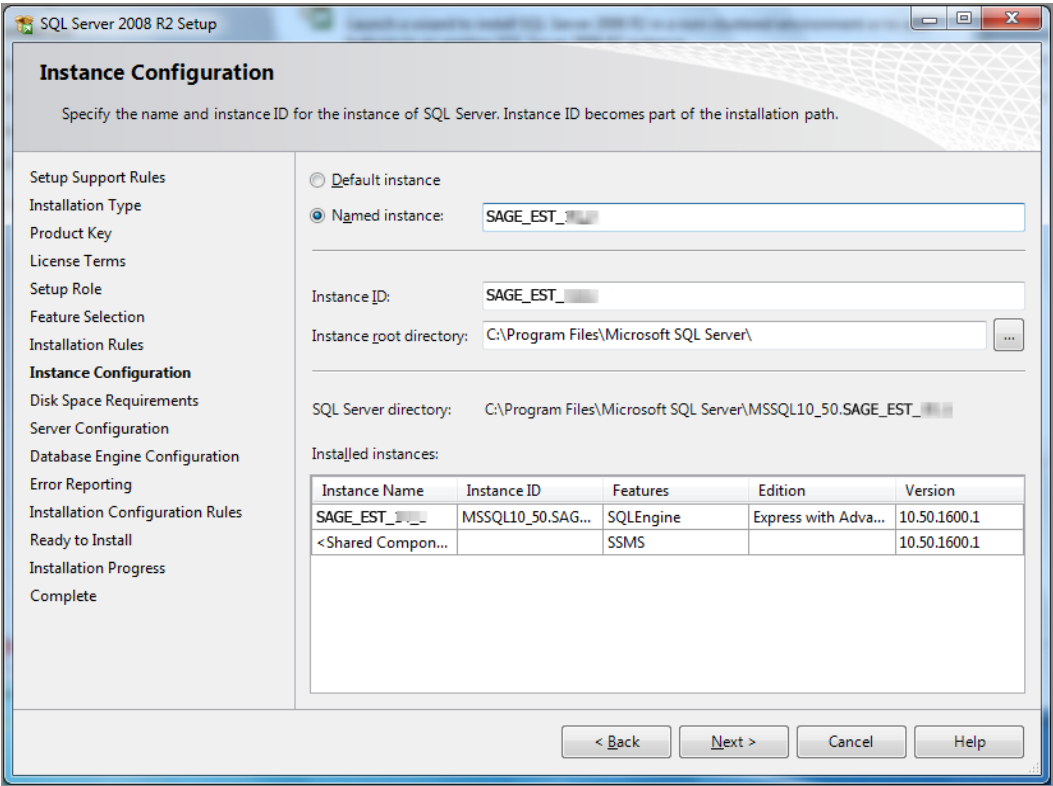 SQL Server 2008 R2 Setup
Instance Configuration
Specify the name and instance ID for the instance of SQL Server. Instance ID becomes part of the installation path.
Setup Support Rules
Installation Type
Product Key
License Terms
Setup Role
Feature Selection
Installation Rules
Instance Configuration
Disk Space Requirements
Server Configuration
Database Engine Configuration
Error Reporting
Installation Configuration Rules
Ready to Install
Installation Progress
Complete
Default instance
Named instance: SAGE_EST_
Instance ID: SAGE_EST_
Instance root directory: C:\Program Files\Microsoft SQL Server\ ...
SQL Server directory: C:\Program Files\Microsoft SQL Server\MSSQL10_50.SAGE_EST_
Installed instances:
Instance Name Instance ID Features Edition Version
SAGE_EST_ MSSQL10_50.SAG... SQLEngine Express with Adva... 10.50.1600.1
<Shared Compon... SSMS 10.50.1600.1
< Back Next > Cancel Help